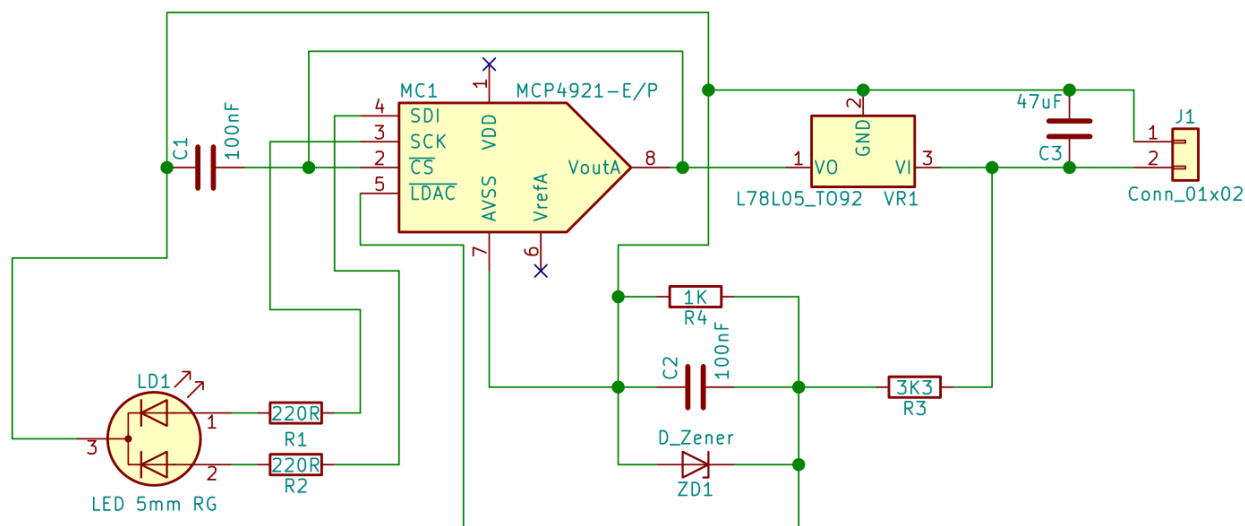 MC1
MCP4921-E/P
1
VDD
4
SDI
3
SCK
2
CS
5
LDAC
AVSS
VrefA
VoutA
8
7
6
C1
100nF
1
VO
2
GND
VI
3
L78L05_TO92
VR1
47uF
C3
J1
1
2
Conn_01x02
1K
R4
C2
100nF
3K3
R3
D_Zener
ZD1
LD1
1
2
3
220R
R1
220R
R2
LED 5mm RG